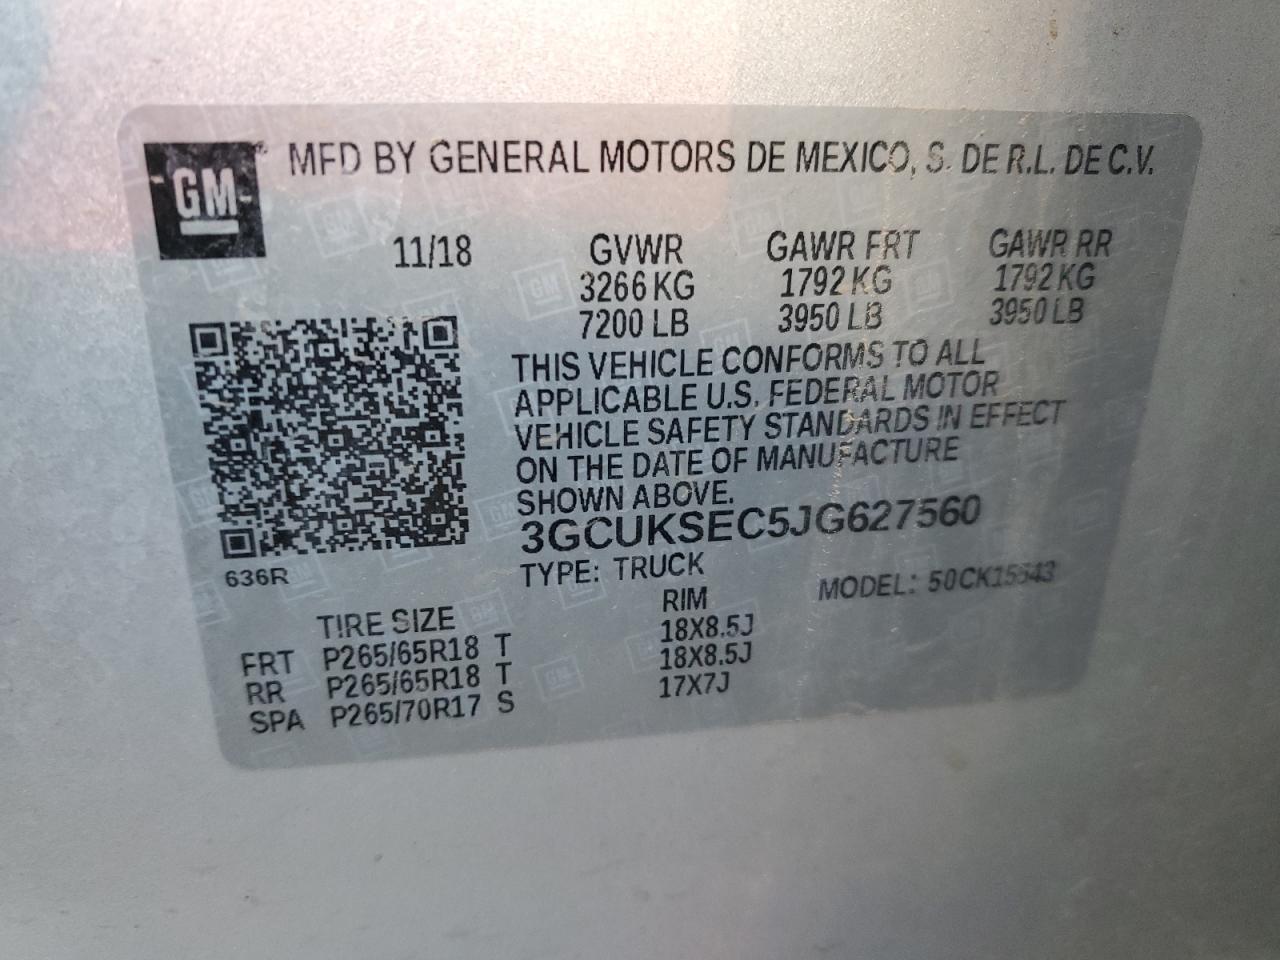 GM
MFD BY GENERAL MOTORS DE MEXICO, S. DE R.L. DE C.V.
11/18 GVWR GAWR FRT GAWR RR
3266 KG 1792 KG 1792 KG
7200 LB 3950 LB 3950 LB
THIS VEHICLE CONFORMS TO ALL
APPLICABLE U.S. FEDERAL MOTOR
VEHICLE SAFETY STANDARDS IN EFFECT
ON THE DATE OF MANUFACTURE
SHOWN ABOVE.
3GCUKSEC5JG627560
636R
TYPE: TRUCK MODEL:
TIRE SIZE RIM
FRT P265/65R18 T 18X8.5J
RR P265/65R18 T 18X8.5J
SPA P265/70R17 S 17X7J